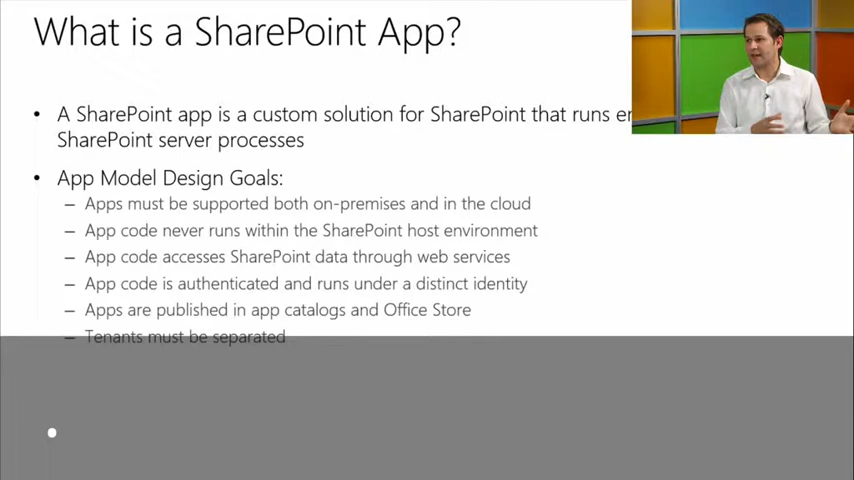 What is a SharePoint App?
• A SharePoint app is a custom solution for SharePoint that runs
SharePoint server processes
• App Model Design Goals:
– Apps must be supported both on-premises and in the cloud
– App code never runs within the SharePoint host environment
– App code accesses SharePoint data through web services
– App code is authenticated and runs under a distinct identity
– Apps are published in app catalogs and Office Store
– Tenants must be separated